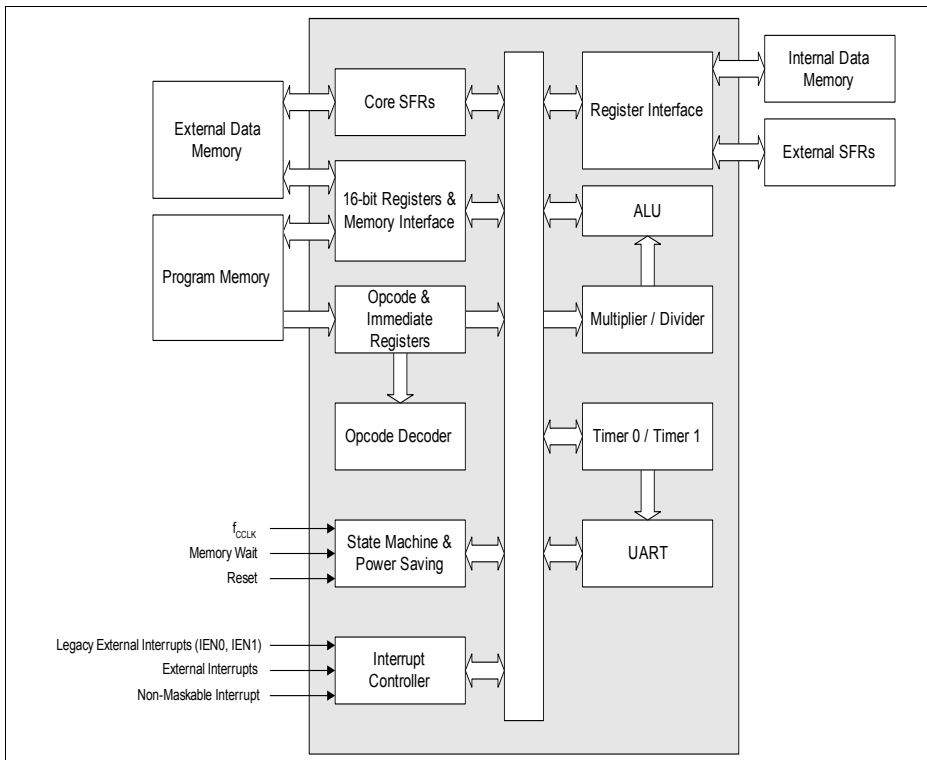 Core SFRs
External Data
Memory
16-bit Registers &
Memory Interface
Program Memory
Opcode &
Immediate
Registers
Opcode Decoder
fCCLK
Memory Wait
Reset
State Machine &
Power Saving
Legacy External Interrupts (IEN0, IEN1)
External Interrupts
Non-Maskable Interrupt
Interrupt
Controller
Register Interface
Internal Data
Memory
External SFRs
ALU
Multiplier / Divider
Timer 0 / Timer 1
UART